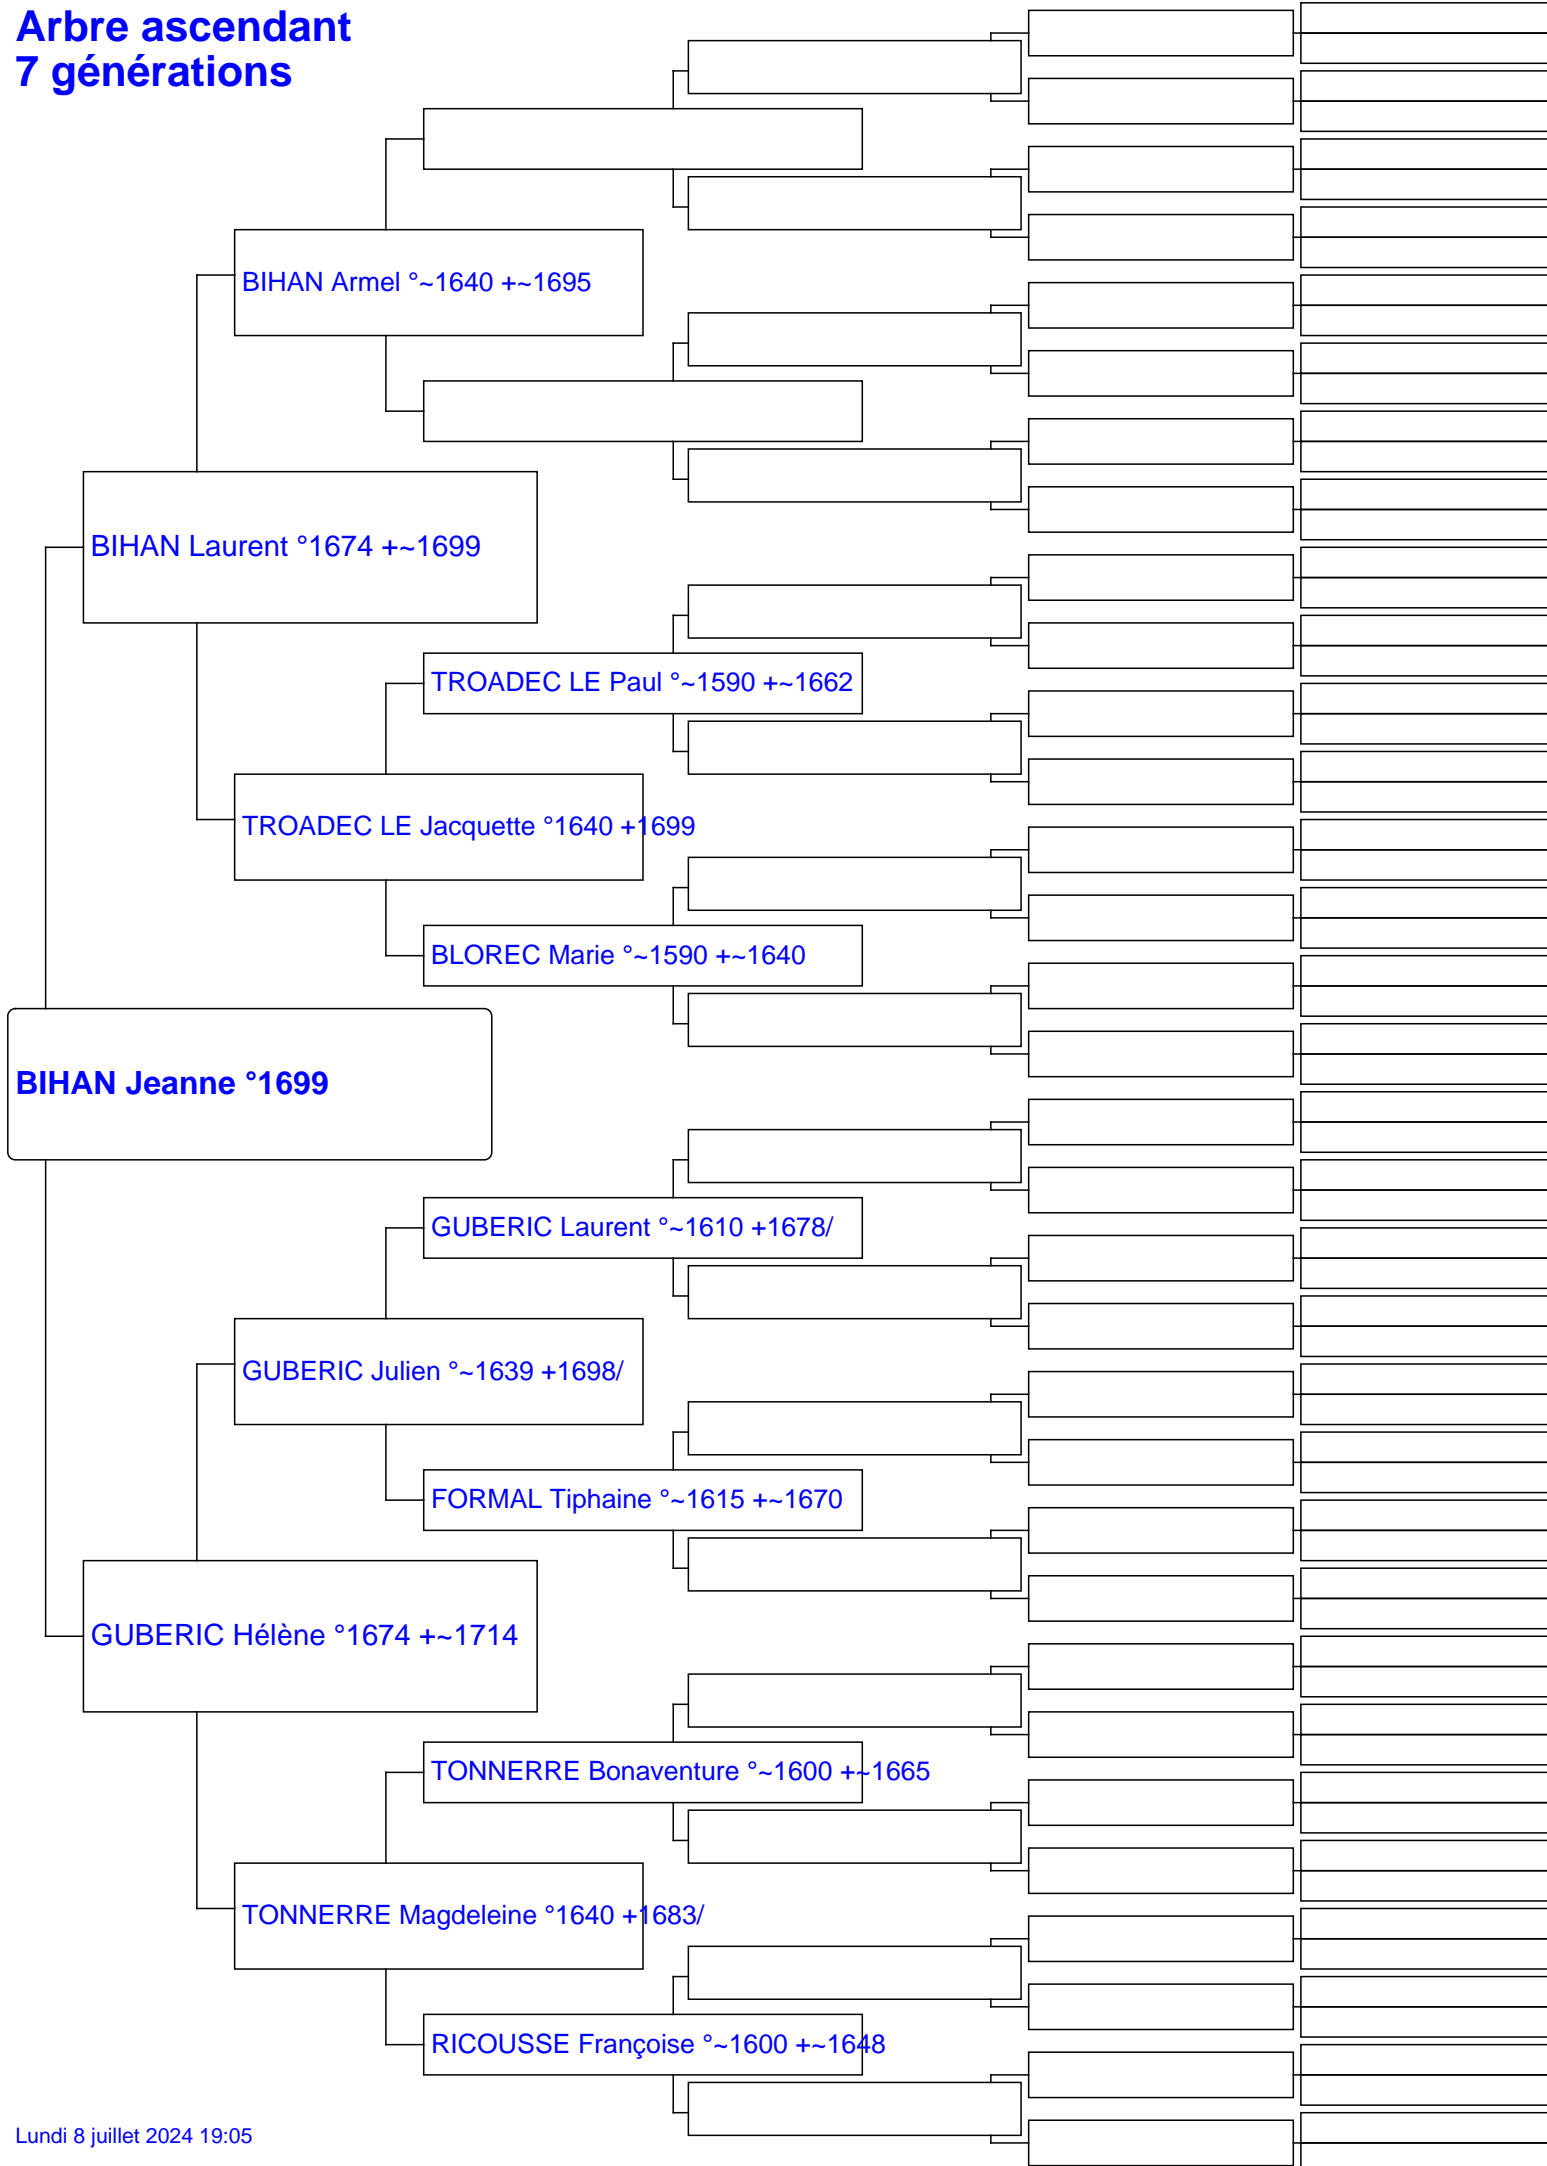 Arbre ascendant
7 générations
BIHAN Armel °~1640 +~1695
BIHAN Laurent °1674 +~1699
TROADEC LE Paul °~1590 +~1662
TROADEC LE Jacquette °1640 +1699
BLOREC Marie °~1590 +~1640
BIHAN Jeanne °1699
GUBERIC Laurent °~1610 +1678/
GUBERIC Julien °~1639 +1698/
FORMAL Tiphaine °~1615 +~1670
GUBERIC Hélène °1674 +~1714
TONNERRE Bonaventure °~1600 +~1665
TONNERRE Magdeleine °1640 +1683/
RICOUSSE Françoise °~1600 +~1648
Lundi 8 juillet 2024 19:05